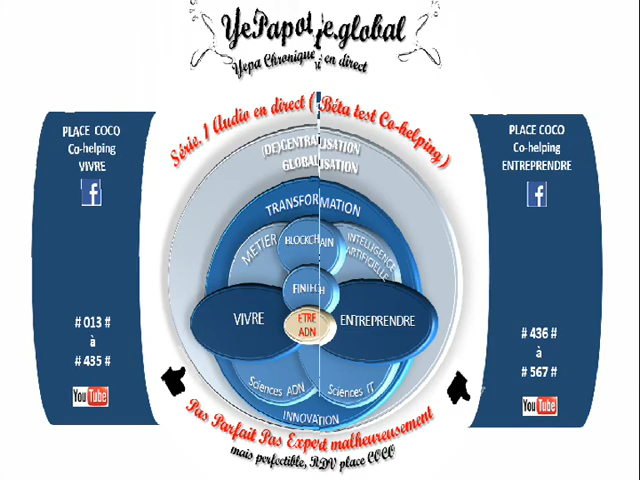 YePapote.global
Yepa Chronique en direct
Série, 1 Audio en direct ( Béta test Co-helping )
PLACE COCO
Co-helping
VIVRE
# 013 #
à
# 435 #
YouTube
(DE)CENTRALISATION
GLOBALISATION
TRANSFORMATION
METIER
BLOCKCHAIN
INTELLIGENCE
ARTIFICIELLE
FINTECH
VIVRE
ETRE
ADN
ENTREPRENDRE
Sciences ADN
Sciences IT
INNOVATION
Pas Parfait Pas Expert malheureusement
mais perfectible, RDV place COCO
PLACE COCO
Co-helping
ENTREPRENDRE
# 436 #
à
# 567 #
YouTube